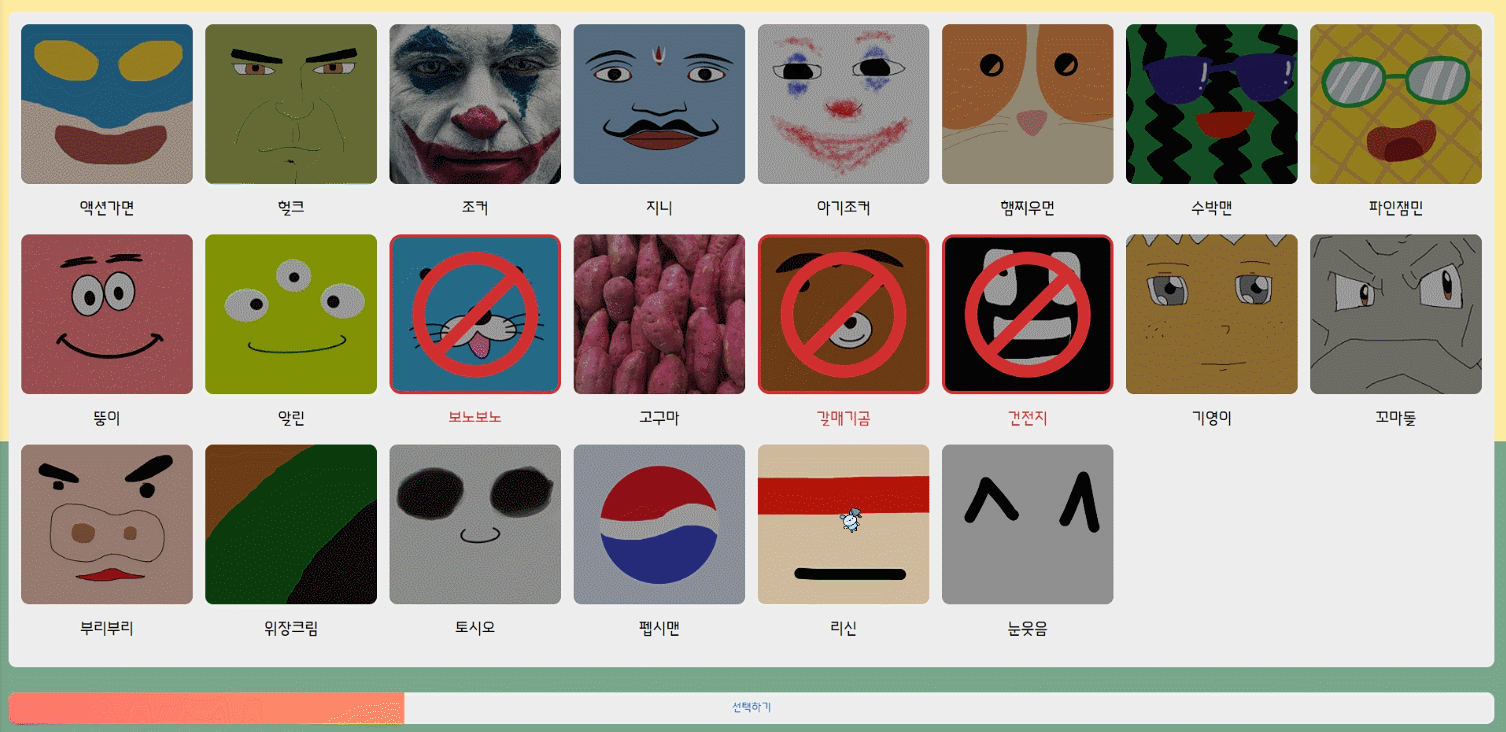 액션가면
헐크
조커
지니
아기조커
햄찌우먼
수박맨
파인잼민
뚱이
앞린
보노보노
고구마
갈매기곰
건전지
기영이
꼬마돌
부리부리
위장크림
토시오
펩시맨
리신
눈웃음
선택하기